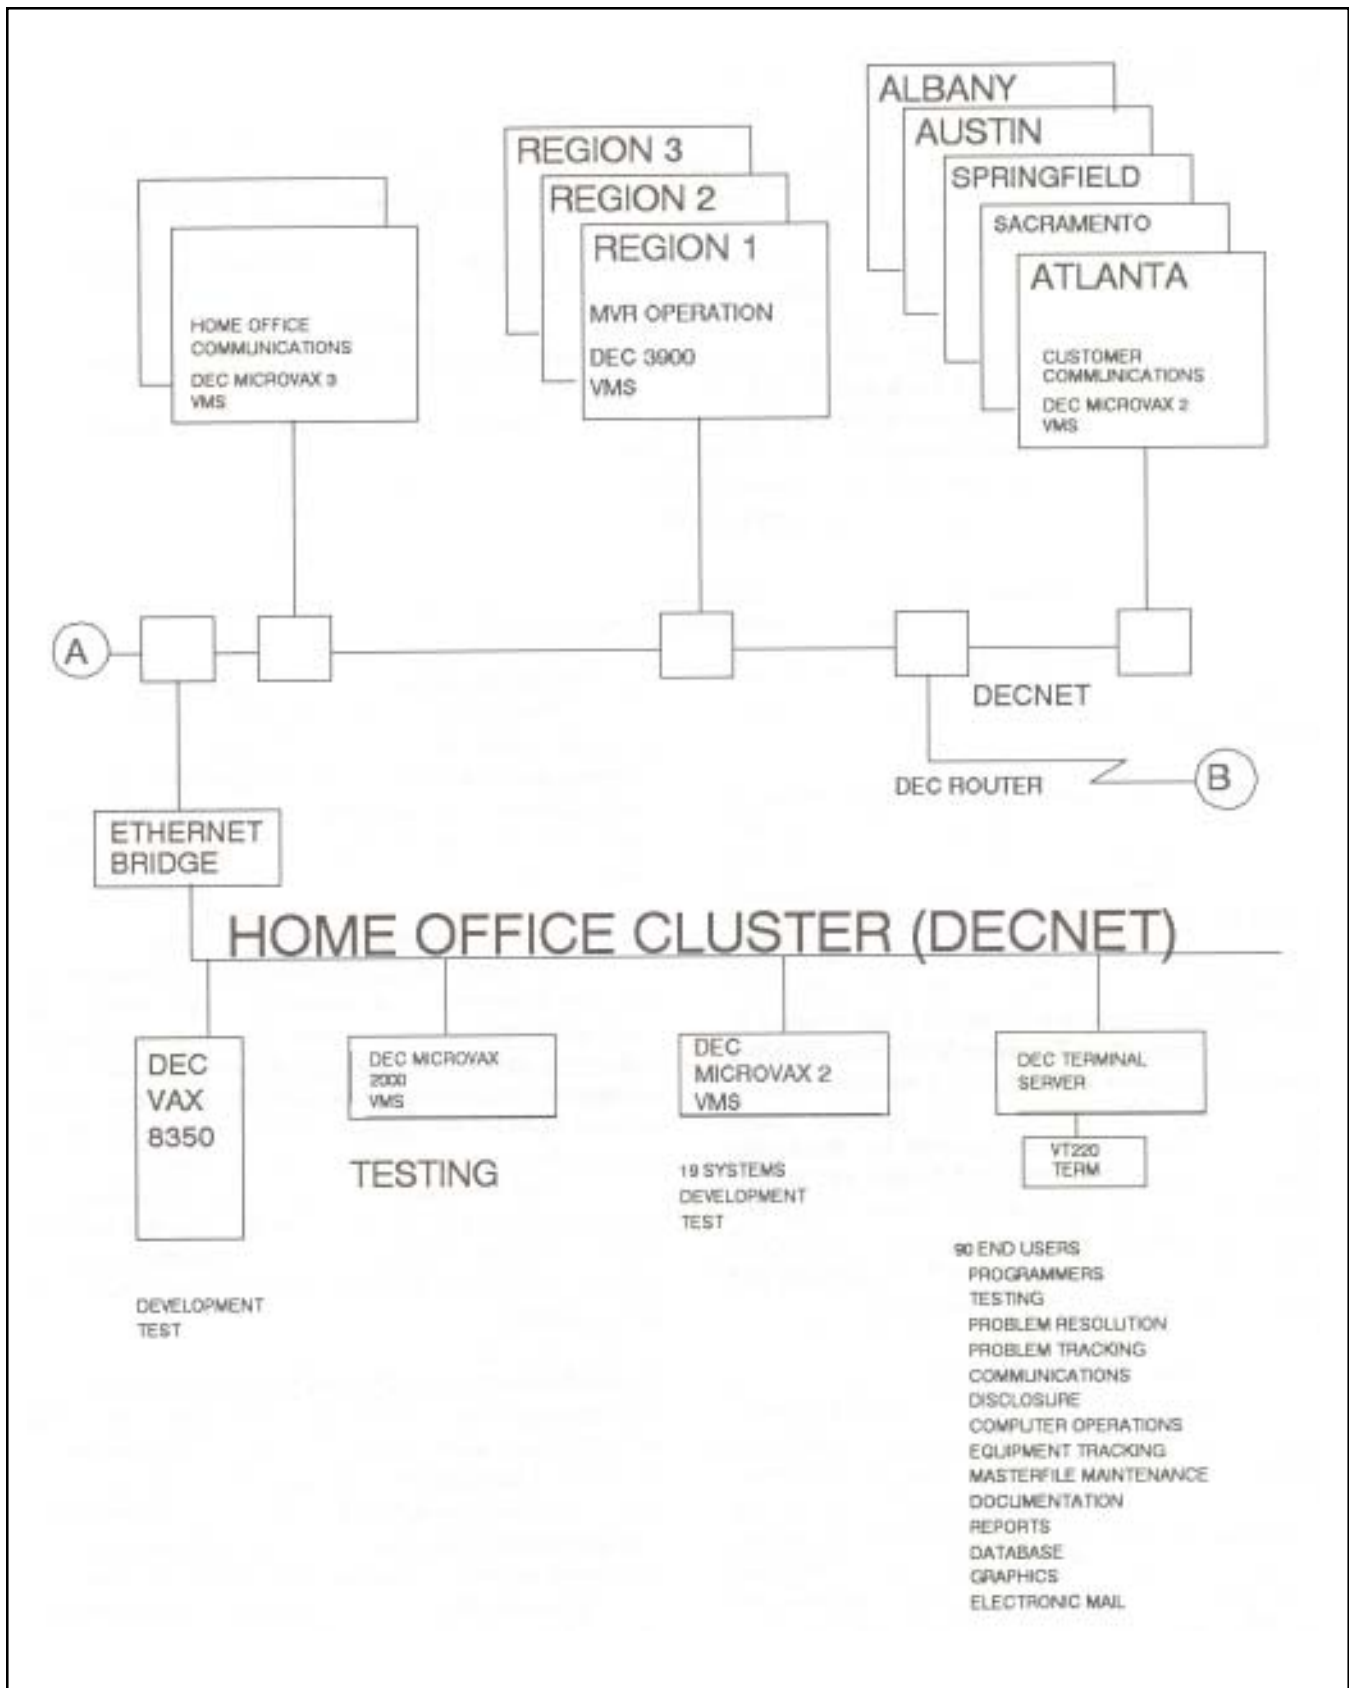 ALBANY
AUSTIN
SPRINGFIELD
SACRAMENTO
ATLANTA
CUSTOMER
COMMUNICATIONS
DEC MICROVAX 2
VMS
REGION 3
REGION 2
REGION 1
MVR OPERATION
DEC 3900
VMS
HOME OFFICE
COMMUNICATIONS
DEC MICROVAX 3
VMS
A
DECNET
DEC ROUTER
B
ETHERNET
BRIDGE
HOME OFFICE CLUSTER (DECNET)
DEC
VAX
8350
DEVELOPMENT
TEST
DEC MICROVAX
2000
VMS
TESTING
DEC
MICROVAX 2
VMS
19 SYSTEMS
DEVELOPMENT
TEST
DEC TERMINAL
SERVER
VT220
TERM
90 END USERS
PROGRAMMERS
TESTING
PROBLEM RESOLUTION
PROBLEM TRACKING
COMMUNICATIONS
DISCLOSURE
COMPUTER OPERATIONS
EQUIPMENT TRACKING
MASTERFILE MAINTENANCE
DOCUMENTATION
REPORTS
DATABASE
GRAPHICS
ELECTRONIC MAIL